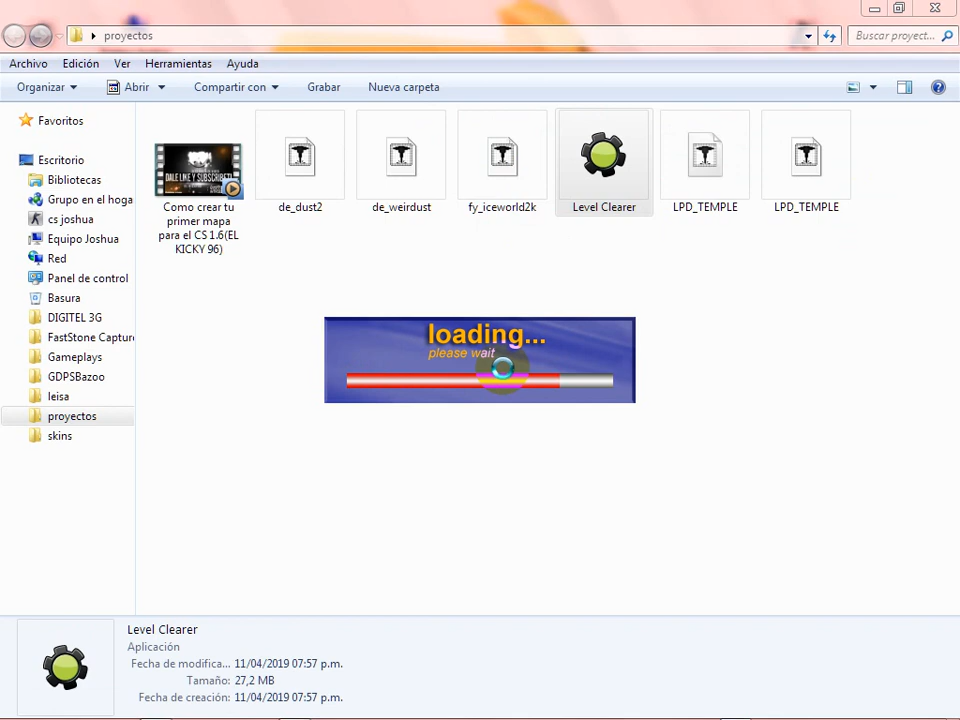 proyectos
Buscar proyect...
Archivo Edición Ver Herramientas Ayuda
Organizar Abrir Compartir con Grabar Nueva carpeta
Favoritos
Escritorio
Bibliotecas
Grupo en el hoga
cs joshua
Equipo Joshua
Red
Panel de control
Basura
DIGITEL 3G
FastStone Capture
Gameplays
GDPSBazoo
leisa
proyectos
skins
DALE LIKE Y SUBSCRIBETE
Como crear tu
primer mapa
para el CS 1.6(EL
KICKY 96)
de_dust2
de_weirdust
fy_iceworld2k
Level Clearer
LPD_TEMPLE
LPD_TEMPLE
loading...
please wait
Level Clearer
Aplicación
Fecha de modifica... 11/04/2019 07:57 p.m.
Tamaño: 27,2 MB
Fecha de creación: 11/04/2019 07:57 p.m.